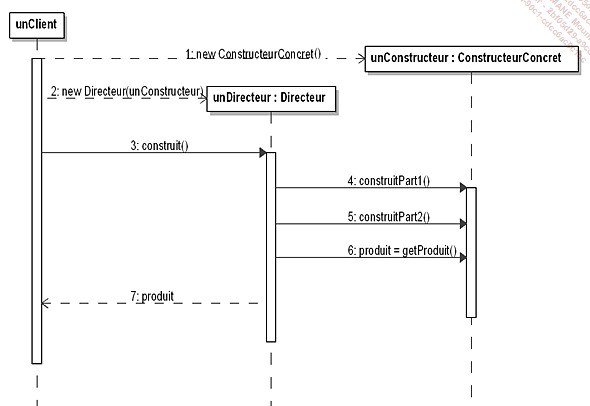 unClient
1: new ConstructeurConcret()
unConstructeur : ConstructeurConcret
2: new Directeur(unConstructeur)
unDirecteur : Directeur
3: construit()
4: construitPart1()
5: construitPart2()
6: produit = getProduit()
7: produit